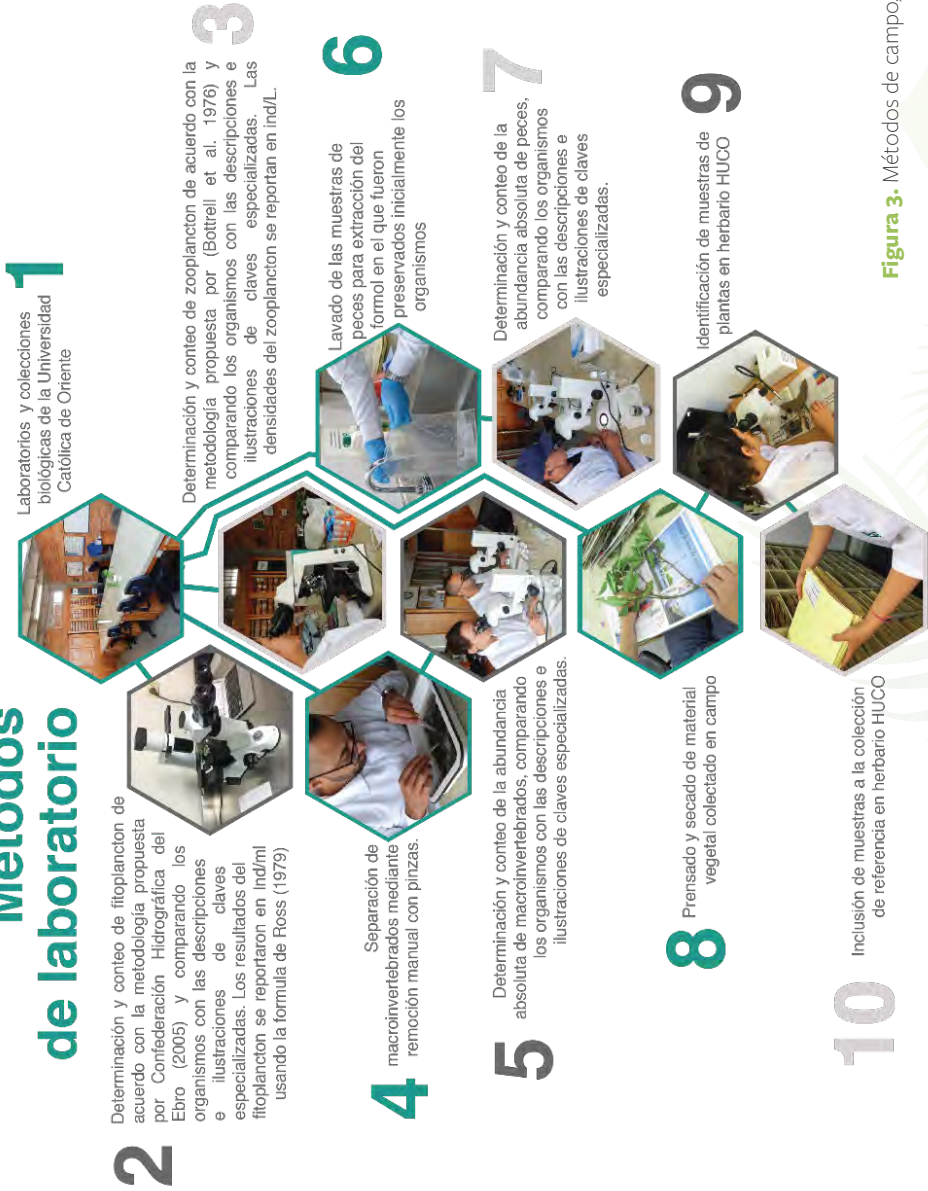 Métodos
de laboratorio
1
Laboratorios y colecciones
biológicas de la Universidad
Católica de Oriente
2
Determinación y conteo de fitoplancton de
acuerdo con la metodología propuesta
por Confederación Hidrográfica del
Ebro (2005) y comparando los
organismos con las descripciones
e ilustraciones de claves
especializadas. Los resultados del
fitoplancton se reportaron en Ind/ml
usando la formula de Ross (1979)
3
Determinación y conteo de zooplancton de acuerdo con la
metodología propuesta por (Bottrell et al. 1976) y
comparando los organismos con las descripciones e
ilustraciones de claves especializadas. Las
densidades del zooplancton se reportan en ind/L.
4
Separación de
macroinvertebrados mediante
remoción manual con pinzas.
5
Determinación y conteo de la abundancia
absoluta de macroinvertebrados, comparando
los organismos con las descripciones e
ilustraciones de claves especializadas.
6
Lavado de las muestras de
peces para extracción del
formol en el que fueron
preservados inicialmente los
organismos
7
Determinación y conteo de la
abundancia absoluta de peces,
comparando los organismos
con las descripciones e
ilustraciones de claves
especializadas.
8
Prensado y secado de material
vegetal colectado en campo
9
Identificación de muestras de
plantas en herbario HUCO
10
Inclusión de muestras a la colección
de referencia en herbario HUCO
Figura 3. Métodos de campo,